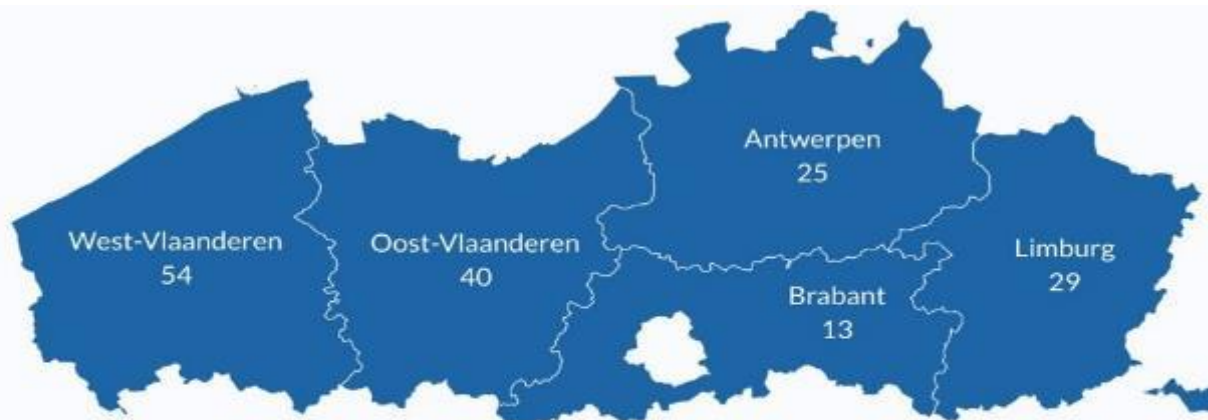 Antwerpen
25
West-Vlaanderen
54
Oost-Vlaanderen
40
Limburg
29
Brabant
13